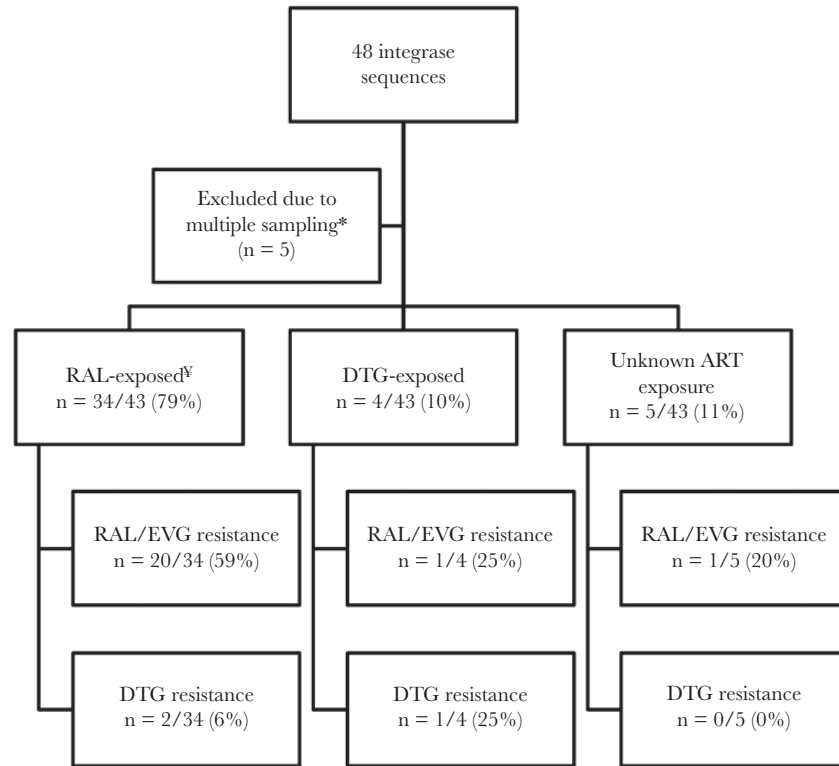 48 integrase
sequences
Excluded due to
multiple sampling*
(n = 5)
RAL-exposed¥
n = 34/43 (79%)
DTG-exposed
n = 4/43 (10%)
Unknown ART
exposure
n = 5/43 (11%)
RAL/EVG resistance
n = 20/34 (59%)
RAL/EVG resistance
n = 1/4 (25%)
RAL/EVG resistance
n = 1/5 (20%)
DTG resistance
n = 2/34 (6%)
DTG resistance
n = 1/4 (25%)
DTG resistance
n = 0/5 (0%)